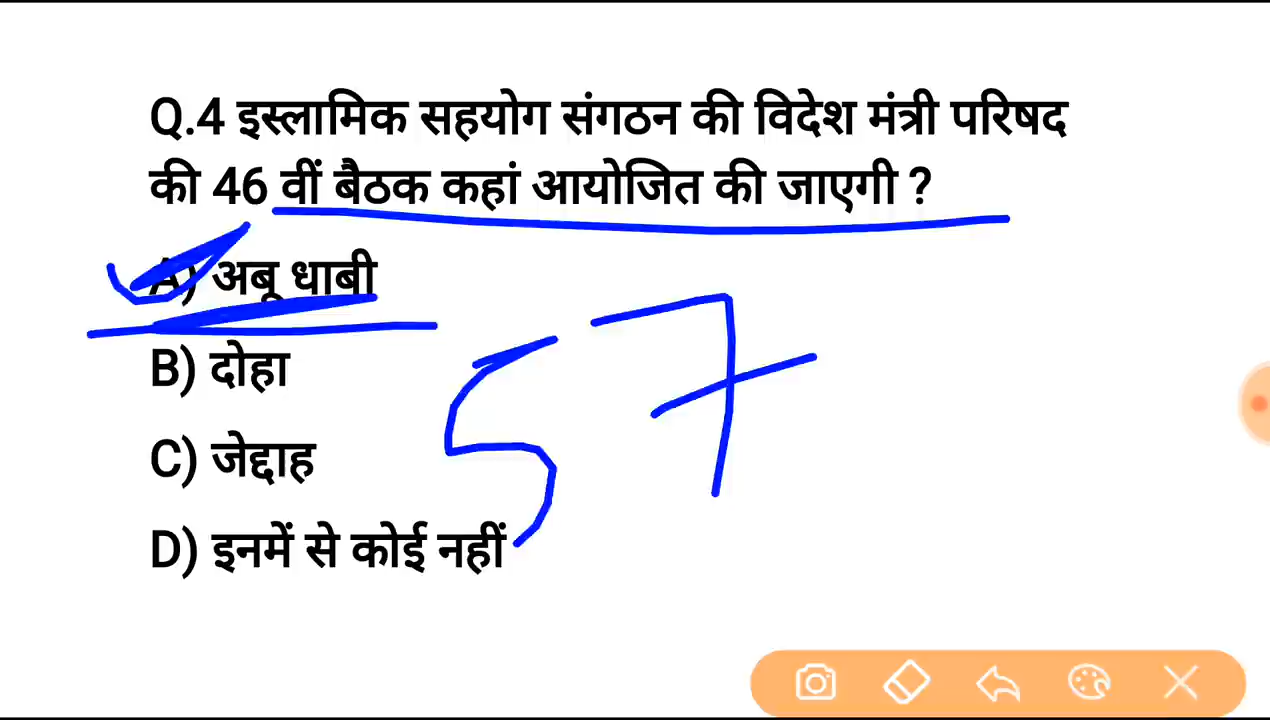 Q.4 इस्लामिक सहयोग संगठन की विदेश मंत्री परिषद
की 46 वीं बैठक कहां आयोजित की जाएगी ?
A) अबू धाबी
B) दोहा
57
C) जेद्दाह
D) इनमें से कोई नहीं